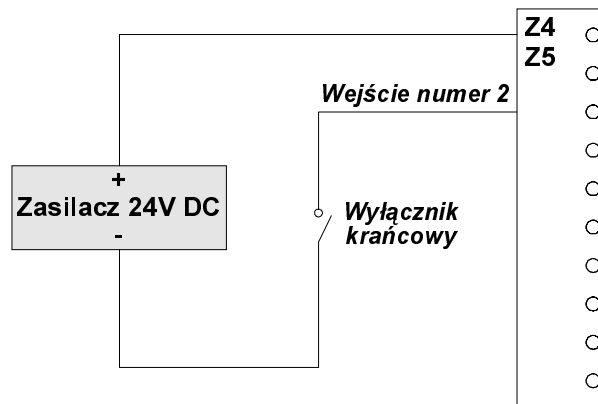 Z4
Z5
Wejście numer 2
+
Zasilacz 24V DC
-
Wyłącznik
krańcowy